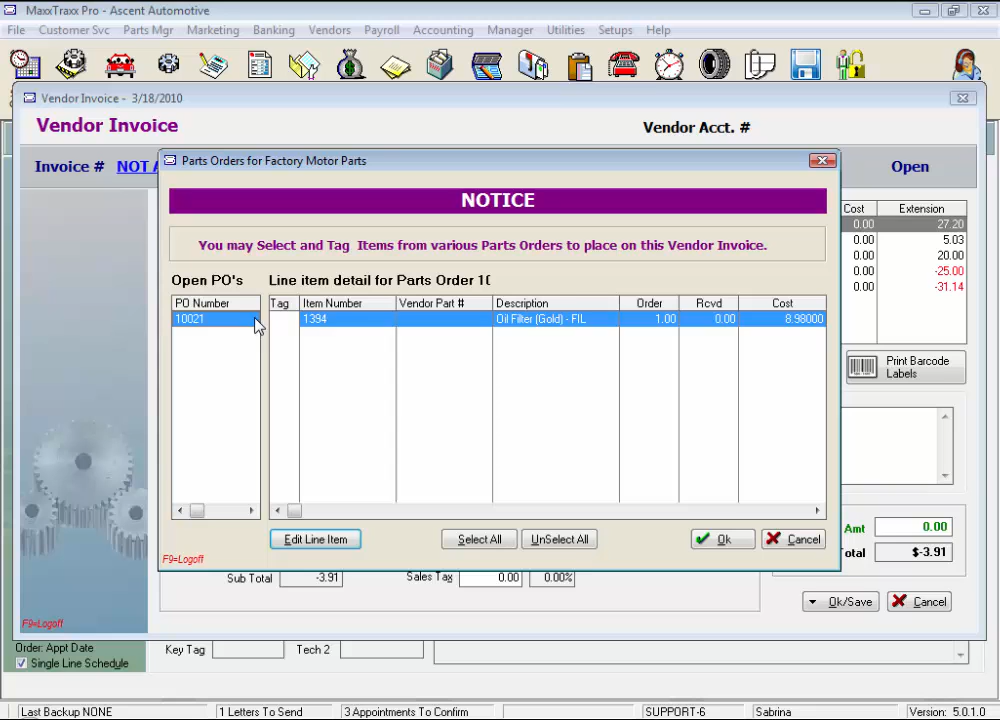 MaxxTraxx Pro - Ascent Automotive
File Customer Svc Parts Mgr Marketing Banking Vendors Payroll Accounting Manager Utilities Setups Help
Vendor Invoice - 3/18/2010
Vendor Invoice
Vendor Acct. #
Invoice # NOT A
Open
Parts Orders for Factory Motor Parts
NOTICE
You may Select and Tag Items from various Parts Orders to place on this Vendor Invoice.
Open PO's
Line item detail for Parts Order 1(
PO Number
10021
Tag Item Number Vendor Part # Description Order Rcvd Cost
1394 Oil Filter (Gold) - FIL 1.00 0.00 8.98000
Cost Extension
0.00 27.20
0.00 5.03
0.00 20.00
0.00 -25.00
0.00 -31.14
Print Barcode
Labels
Edit Line Item
Select All
UnSelect All
Ok
Cancel
F9=Logoff
Amt 0.00
otal $-3.91
Sub Total -3.91
Sales Tax 0.00 0.00%
Ok/Save
Cancel
F9=Logoff
Order: Appt Date
Single Line Schedule
Key Tag
Tech 2
Last Backup NONE
1 Letters To Send
3 Appointments To Confirm
SUPPORT-6
Sabrina
Version: 5.0.1.0